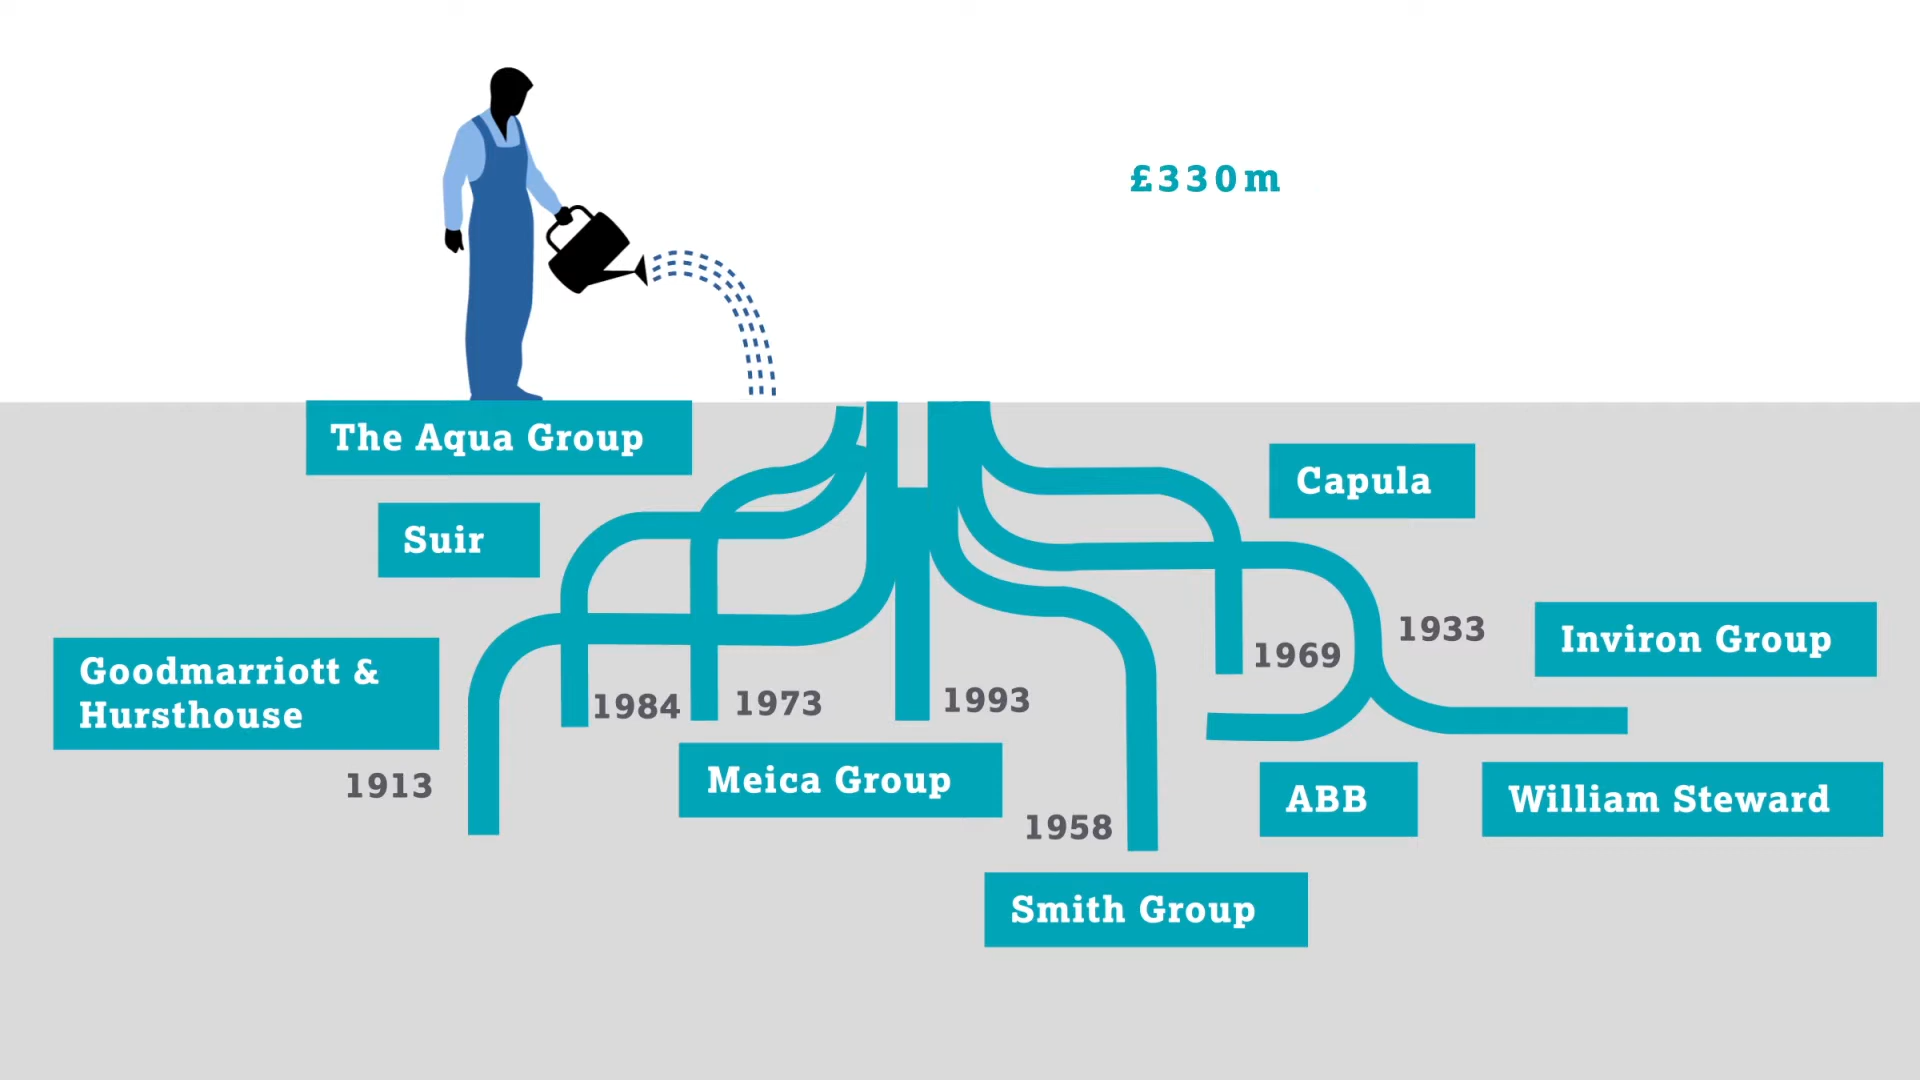 £330m
The Aqua Group
Capula
Suir
1933
Inviron Group
1969
Goodmarriott &
Hursthouse
1984
1973
1993
1913
Meica Group
ABB
William Steward
1958
Smith Group